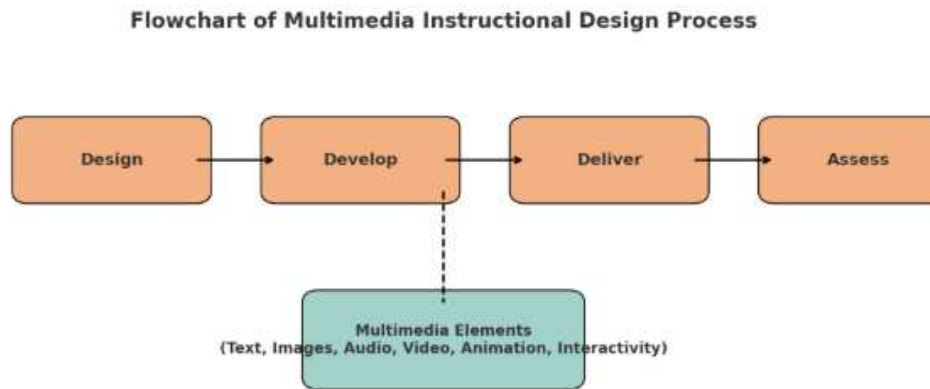 Flowchart of Multimedia Instructional Design Process
Design
Develop
Deliver
Assess
Multimedia Elements
(Text, Images, Audio, Video, Animation, Interactivity)